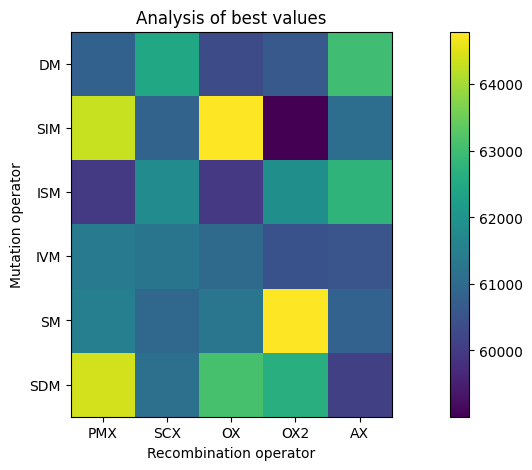 Analysis of best values
DM
SIM
ISM
IVM
SM
SDM
Mutation operator
PMX SCX OX OX2 AX
Recombination operator
64000
63000
62000
61000
60000